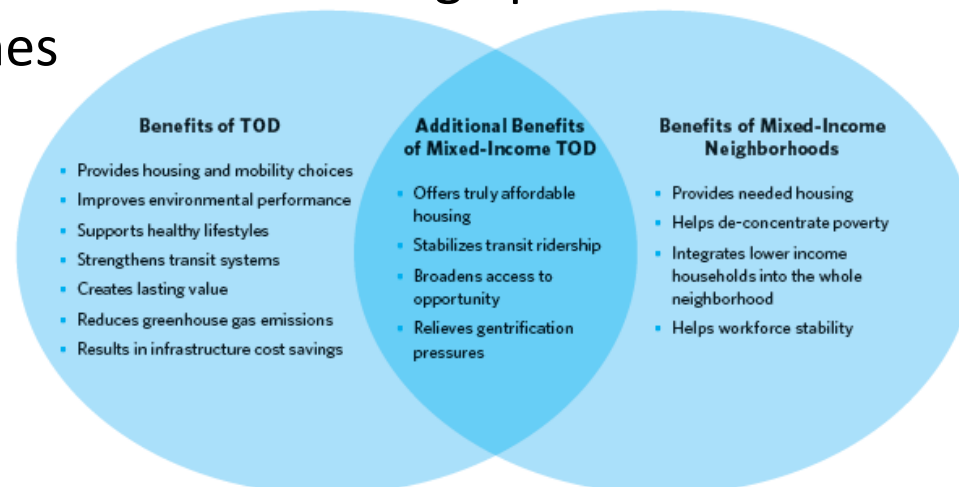 nes
Benefits of TOD
▪ Provides housing and mobility choices
▪ Improves environmental performance
▪ Supports healthy lifestyles
▪ Strengthens transit systems
▪ Creates lasting value
▪ Reduces greenhouse gas emissions
▪ Results in infrastructure cost savings
Additional Benefits
of Mixed-Income TOD
▪ Offers truly affordable
housing
▪ Stabilizes transit ridership
▪ Broadens access to
opportunity
▪ Relieves gentrification
pressures
Benefits of Mixed-Income
Neighborhoods
▪ Provides needed housing
▪ Helps de-concentrate poverty
▪ Integrates lower income
households into the whole
neighborhood
▪ Helps workforce stability